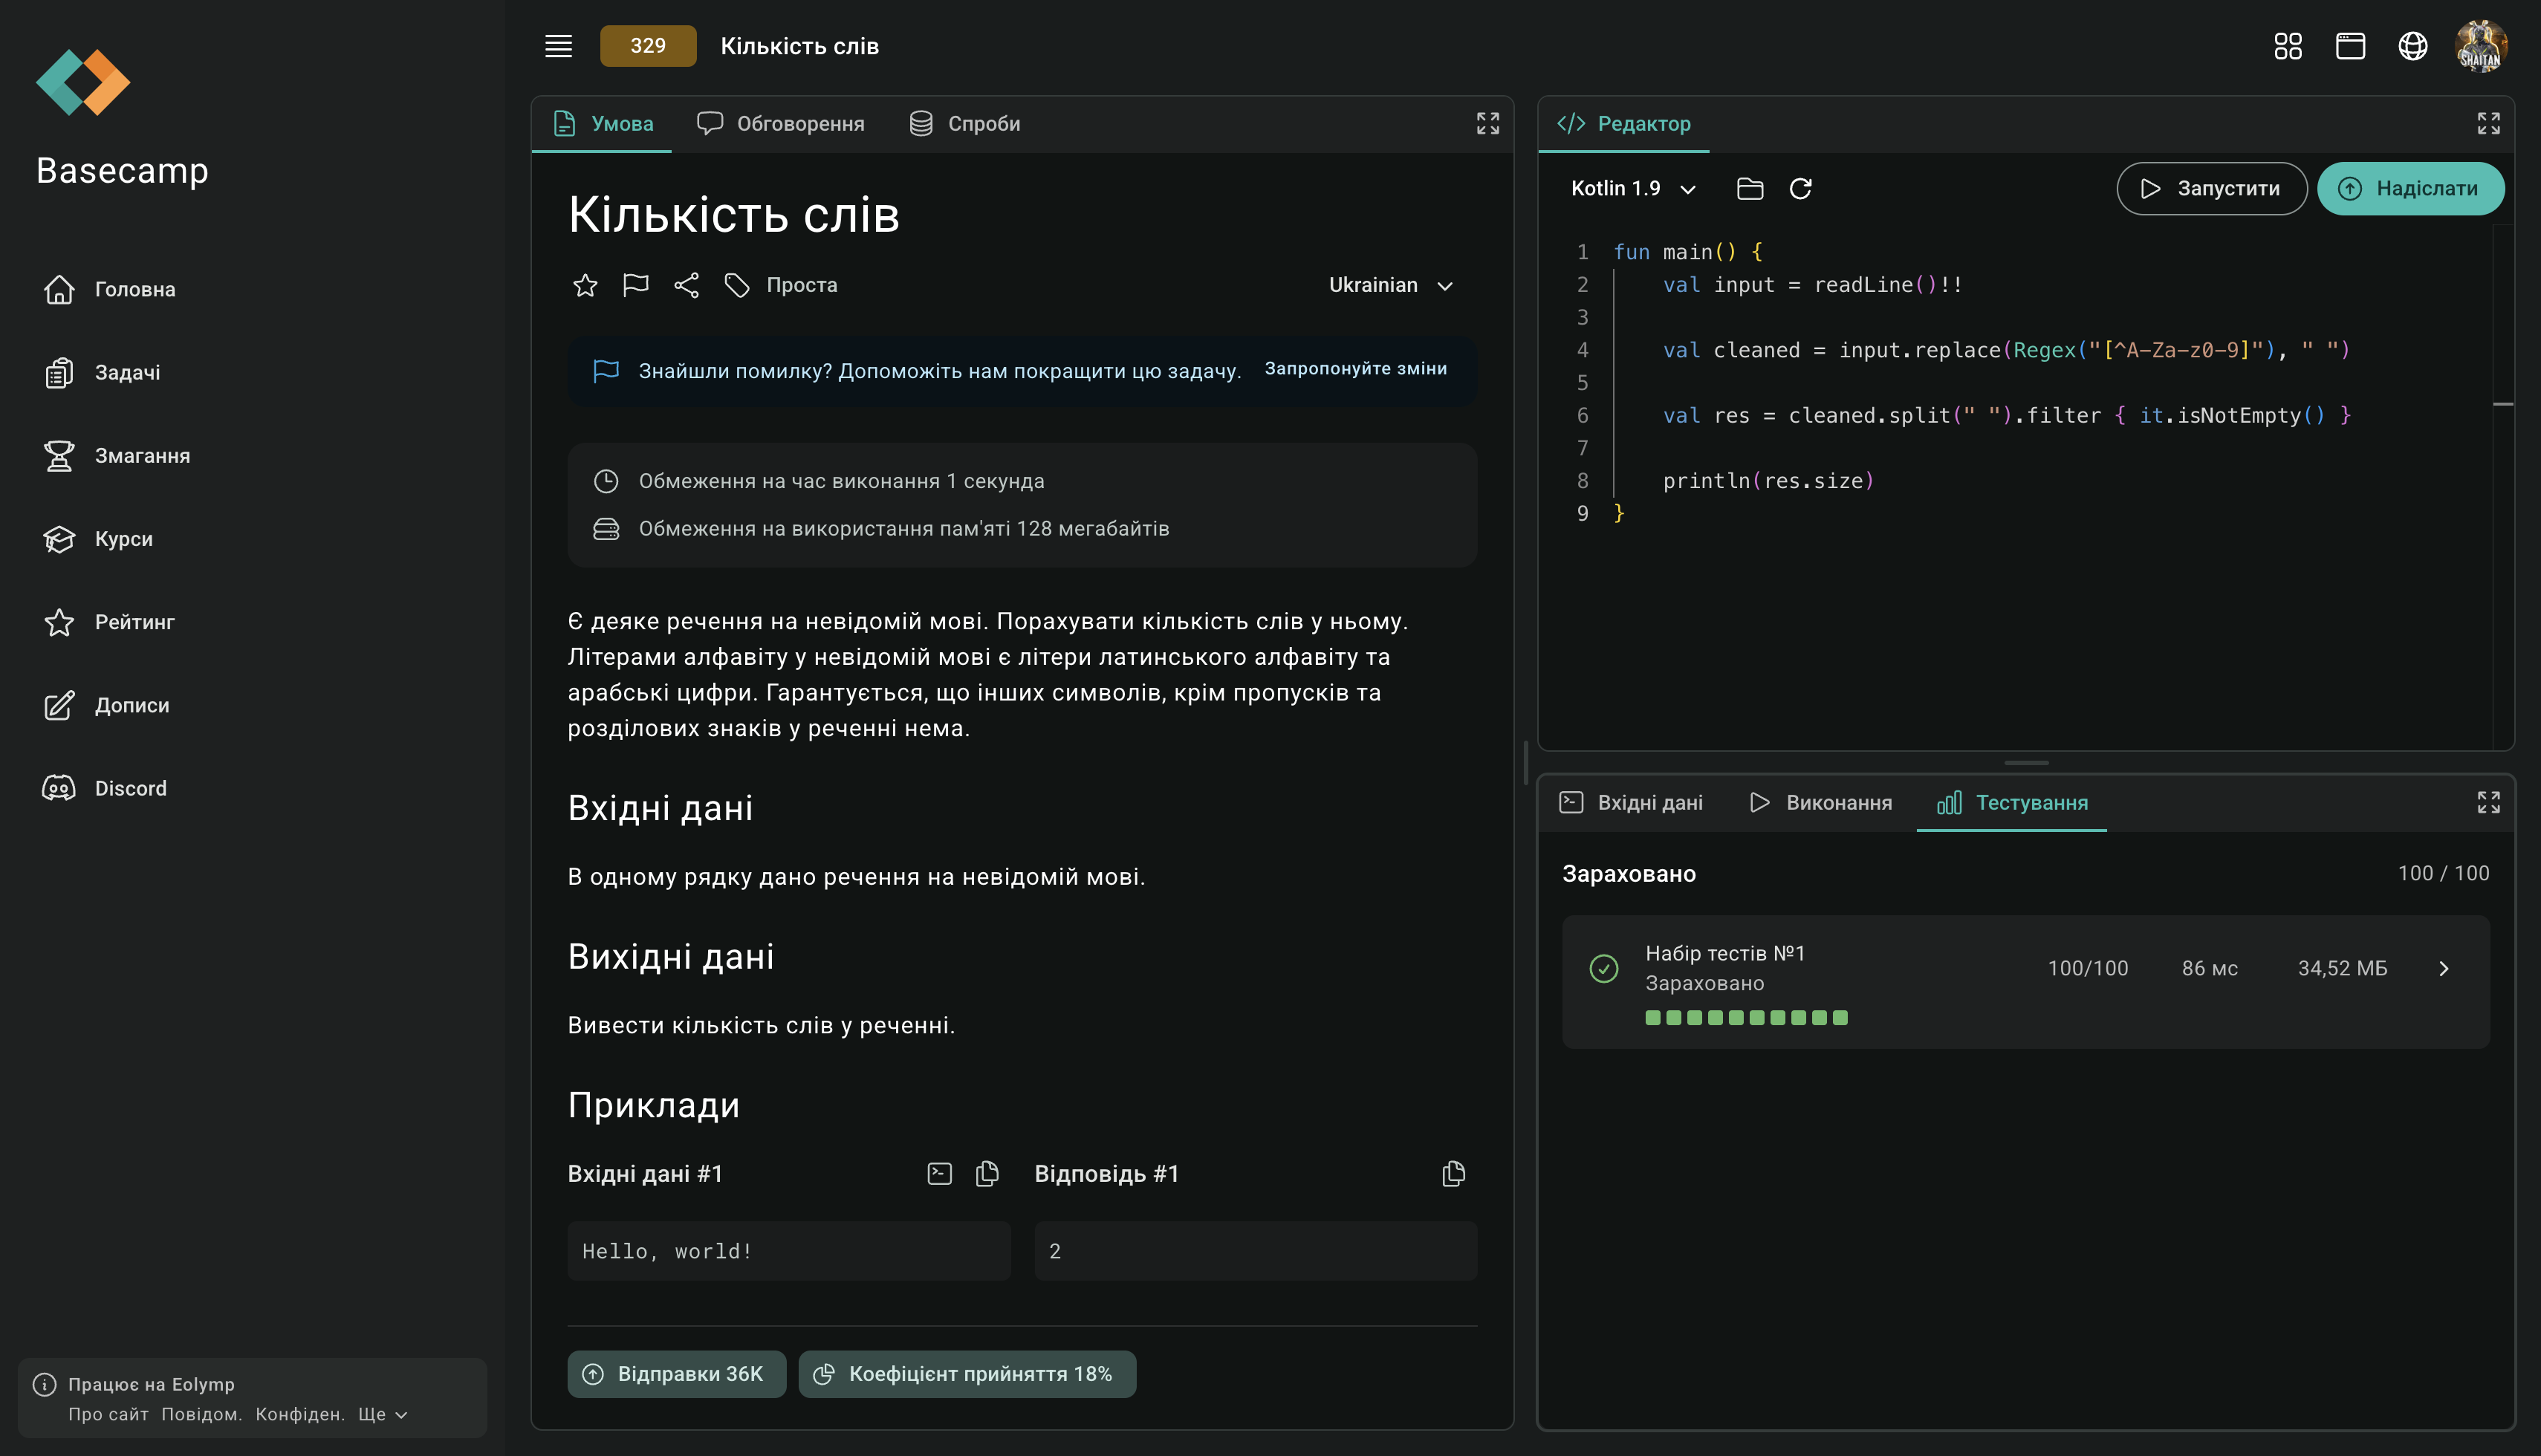 Basecamp
Головна
Задачі
Змагання
Курси
Рейтинг
Дописи
Discord
Працює на Eolymp
Про сайт Повідом. Конфіден. Ще
329 Кількість слів
SHAITAN
Умова Обговорення Спроби
Кількість слів
Проста Ukrainian
Знайшли помилку? Допоможіть нам покращити цю задачу. Запропонуйте зміни
Обмеження на час виконання 1 секунда
Обмеження на використання пам'яті 128 мегабайтів
Є деяке речення на невідомій мові. Порахувати кількість слів у ньому.
Літерами алфавіту у невідомій мові є літери латинського алфавіту та
арабські цифри. Гарантується, що інших символів, крім пропусків та
розділових знаків у реченні нема.
Вхідні дані
В одному рядку дано речення на невідомій мові.
Вихідні дані
Вивести кількість слів у реченні.
Приклади
Вхідні дані #1 Відповідь #1
Hello, world! 2
Відправки 36K Коефіцієнт прийняття 18%
Редактор
Kotlin 1.9 Запустити Надіслати
1 fun main() {
2 val input = readLine()!!
3
4 val cleaned = input.replace(Regex("[^A-Za-z0-9]"), " ")
5
6 val res = cleaned.split(" ").filter { it.isNotEmpty() }
7
8 println(res.size)
9 }
Вхідні дані Виконання Тестування
Зараховано 100 / 100
Набір тестів №1
Зараховано
100/100 86 мс 34,52 МБ